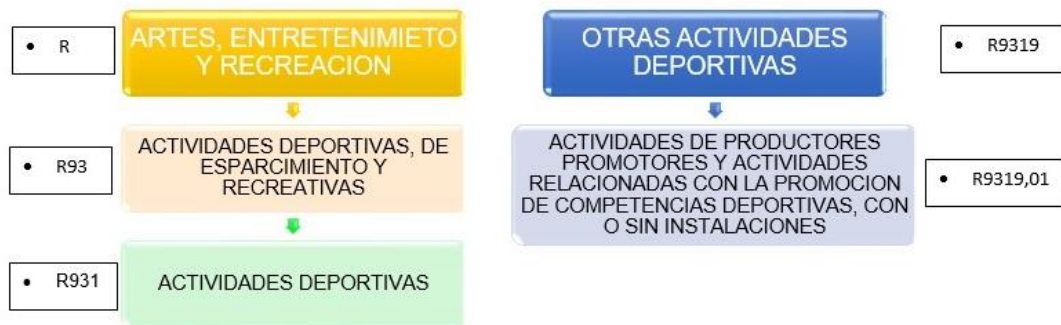 • R
ARTES, ENTRETENIMIETO
Y RECREACION
• R93
ACTIVIDADES DEPORTIVAS, DE
ESPARCIMIENTO Y
RECREATIVAS
• R931
ACTIVIDADES DEPORTIVAS
OTRAS ACTIVIDADES
DEPORTIVAS
• R9319
ACTIVIDADES DE PRODUCTORES
PROMOTORES Y ACTIVIDADES
RELACIONADAS CON LA PROMOCION
DE COMPETENCIAS DEPORTIVAS, CON
O SIN INSTALACIONES
• R9319,01